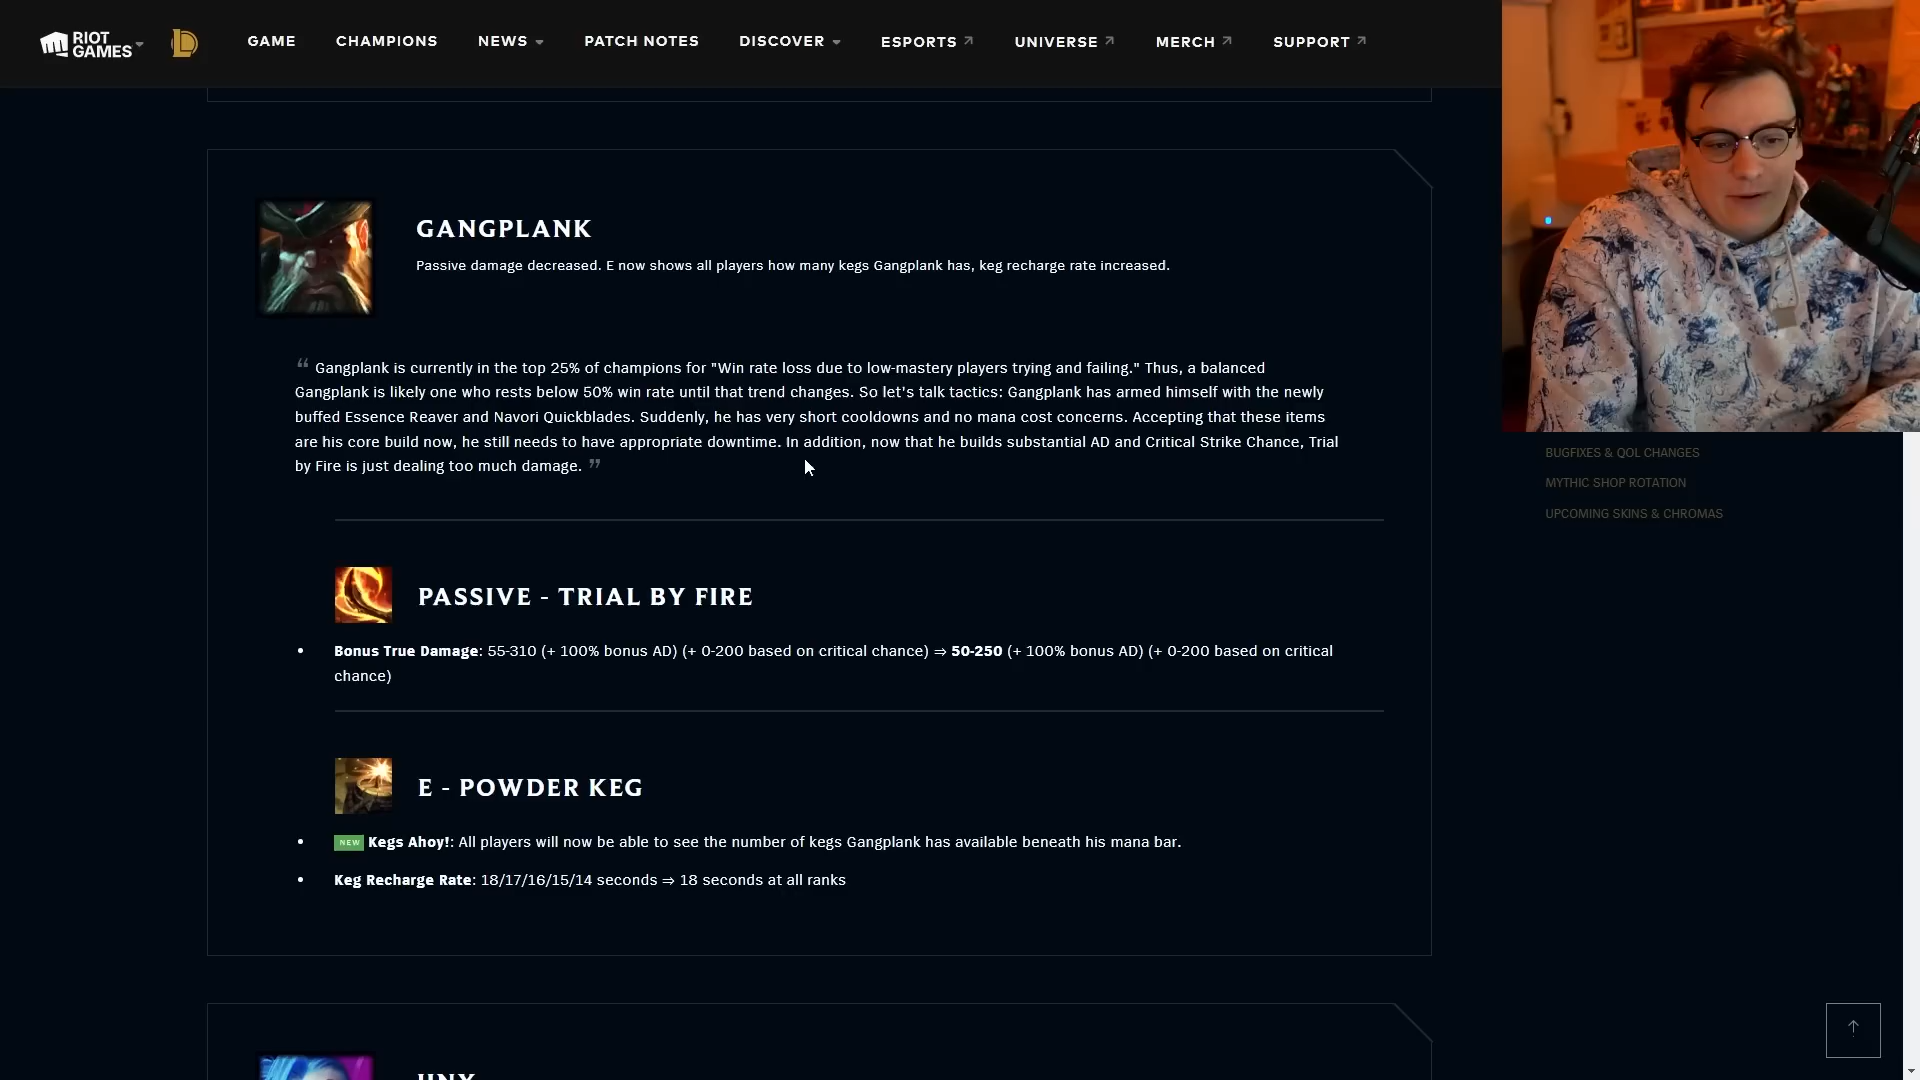 RIOT GAMES
GAME CHAMPIONS NEWS PATCH NOTES DISCOVER ESPORTS UNIVERSE MERCH SUPPORT
GANGPLANK
Passive damage decreased. E now shows all players how many kegs Gangplank has, keg recharge rate increased.
“ Gangplank is currently in the top 25% of champions for "Win rate loss due to low-mastery players trying and failing." Thus, a balanced
Gangplank is likely one who rests below 50% win rate until that trend changes. So let's talk tactics: Gangplank has armed himself with the newly
buffed Essence Reaver and Navori Quickblades. Suddenly, he has very short cooldowns and no mana cost concerns. Accepting that these items
are his core build now, he still needs to have appropriate downtime. In addition, now that he builds substantial AD and Critical Strike Chance, Trial
by Fire is just dealing too much damage. ”
PASSIVE - TRIAL BY FIRE
• Bonus True Damage: 55-310 (+ 100% bonus AD) (+ 0-200 based on critical chance) ⇒ 50-250 (+ 100% bonus AD) (+ 0-200 based on critical
chance)
E - POWDER KEG
• NEW Kegs Ahoy!: All players will now be able to see the number of kegs Gangplank has available beneath his mana bar.
• Keg Recharge Rate: 18/17/16/15/14 seconds ⇒ 18 seconds at all ranks
JINX
BUGFIXES & QOL CHANGES
MYTHIC SHOP ROTATION
UPCOMING SKINS & CHROMAS